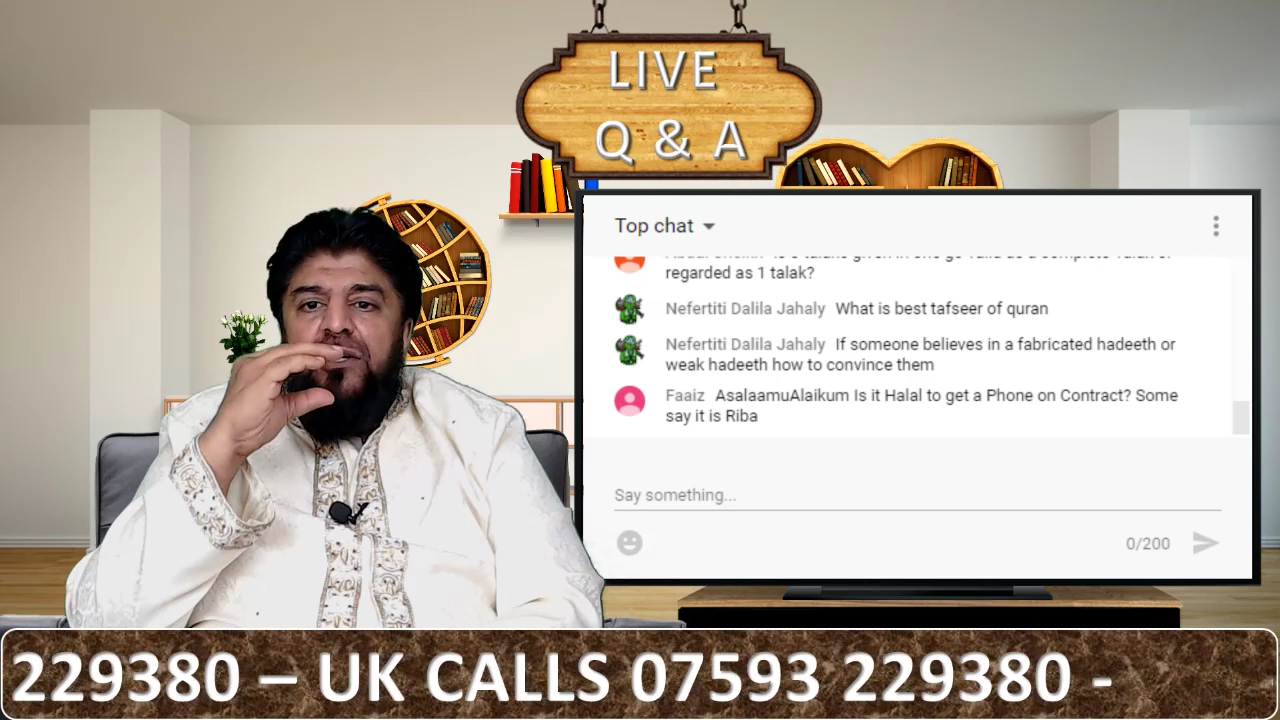 LIVE
Q & A
Top chat
regarded as 1 talak?
Nefertiti Dalila Jahaly What is best tafseer of quran
Nefertiti Dalila Jahaly If someone believes in a fabricated hadeeth or
weak hadeeth how to convince them
Faaiz AsalaamuAlaikum Is it Halal to get a Phone on Contract? Some
say it is Riba
Say something...
0/200
229380 – UK CALLS 07593 229380 -